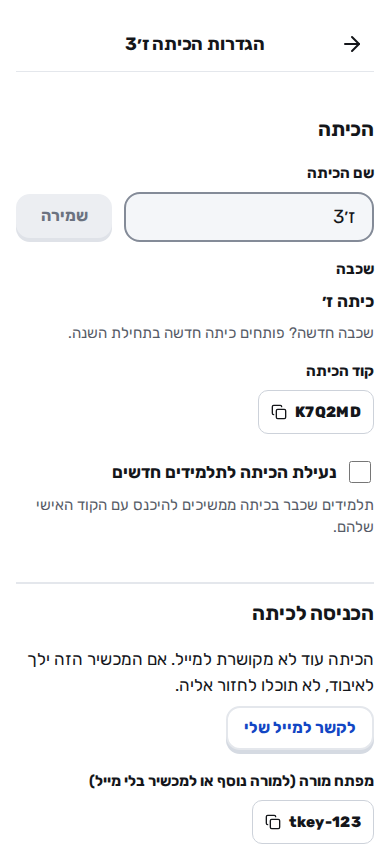 הגדרות הכיתה ז׳3
הכיתה
שם הכיתה
ז׳3
שמירה
שכבה
כיתה ז׳
שכבה חדשה? פותחים כיתה חדשה בתחילת השנה.
קוד הכיתה
K7Q2MD
נעילת הכיתה לתלמידים חדשים
תלמידים שכבר בכיתה ממשיכים להיכנס עם הקוד האישי
שלהם.
הכניסה לכיתה
הכיתה עוד לא מקושרת למייל. אם המכשיר הזה ילך
לאיבוד, לא תוכלו לחזור אליה.
לקשר למייל שלי
מפתח מורה (למורה נוסף או למכשיר בלי מייל)
tkey-123